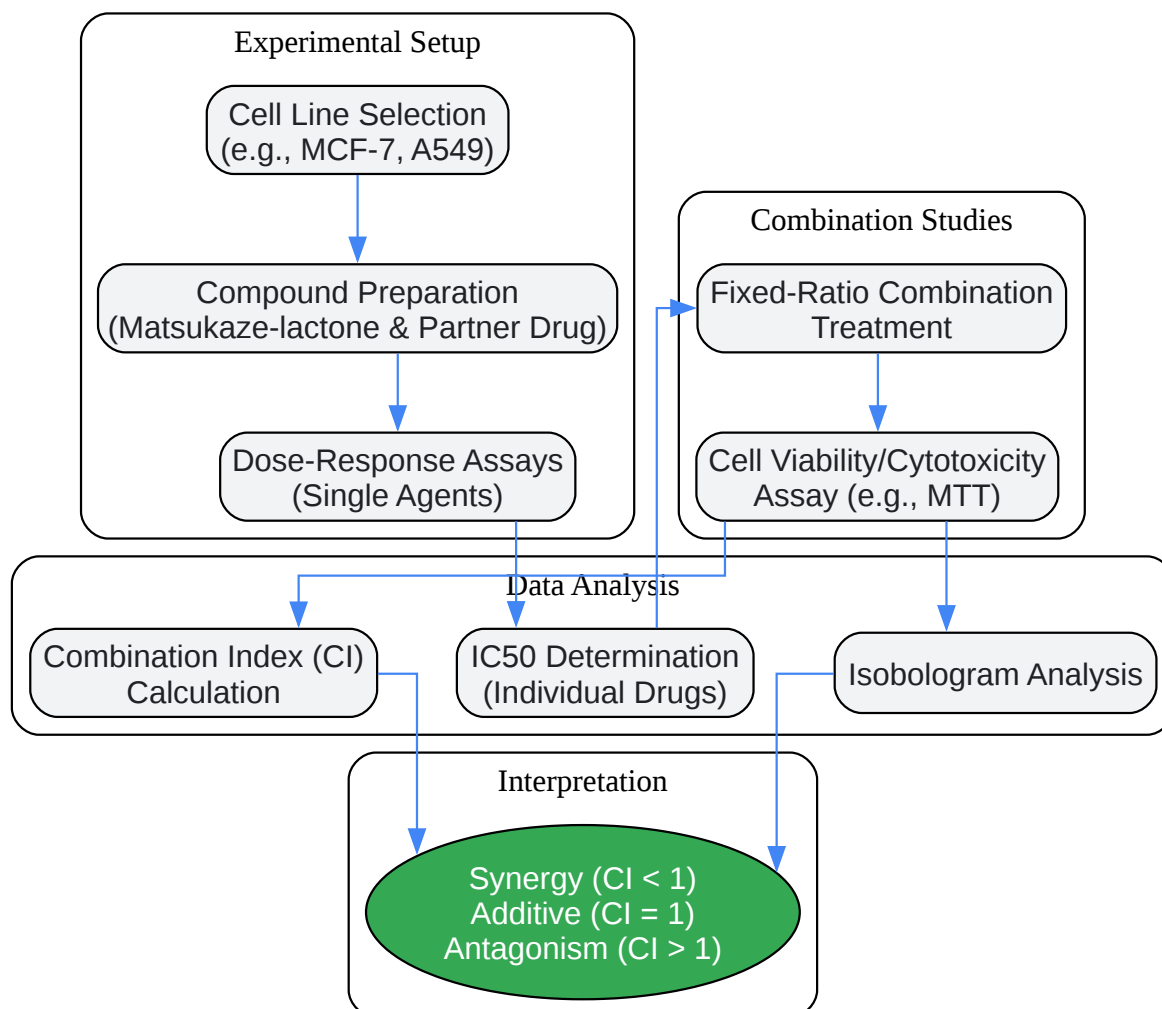 Experimental Setup
Cell Line Selection
(e.g., MCF-7, A549)
Compound Preparation
(Matsukaze-lactone & Partner Drug)
Dose-Response Assays
(Single Agents)
Combination Studies
Fixed-Ratio Combination
Treatment
Cell Viability/Cytotoxicity
Assay (e.g., MTT)
Data Analysis
Combination Index (CI)
Calculation
IC50 Determination
(Individual Drugs)
Isobologram Analysis
Interpretation
Synergy (CI < 1)
Additive (CI = 1)
Antagonism (CI > 1)